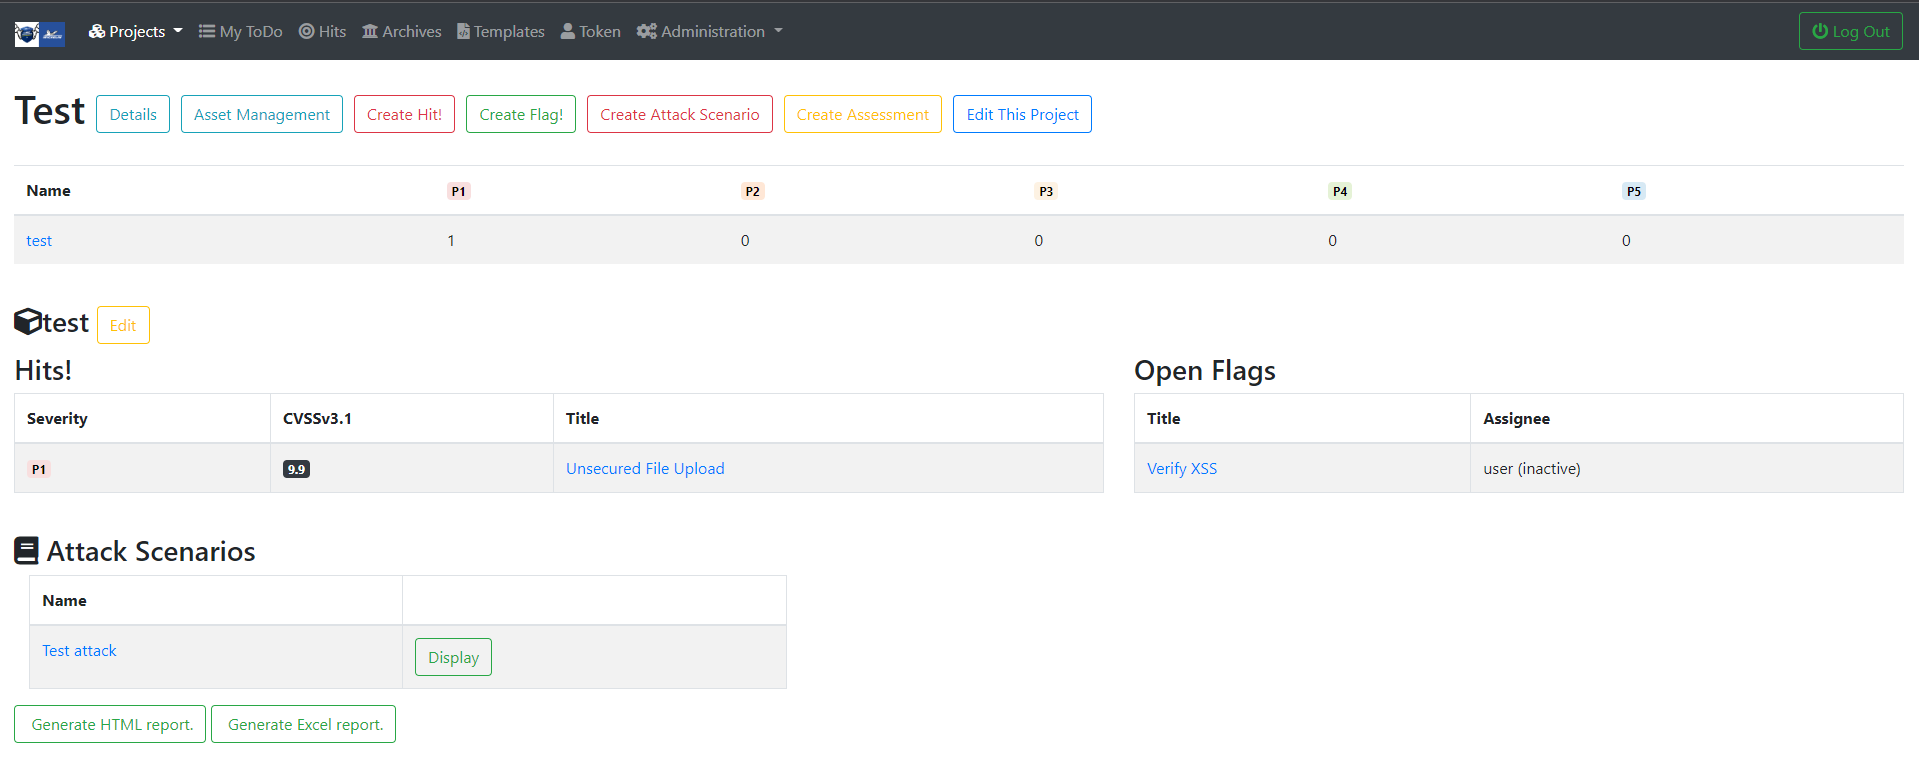 Projects My ToDo Hits Archives Templates Token Administration Log Out
Test Details Asset Management Create Hit! Create Flag! Create Attack Scenario Create Assessment Edit This Project
Name P1 P2 P3 P4 P5
test 1 0 0 0 0
test Edit
Hits!
Severity CVSSv3.1 Title
P1 9.9 Unsecured File Upload
Open Flags
Title Assignee
Verify XSS user (inactive)
Attack Scenarios
Name
Test attack Display
Generate HTML report. Generate Excel report.